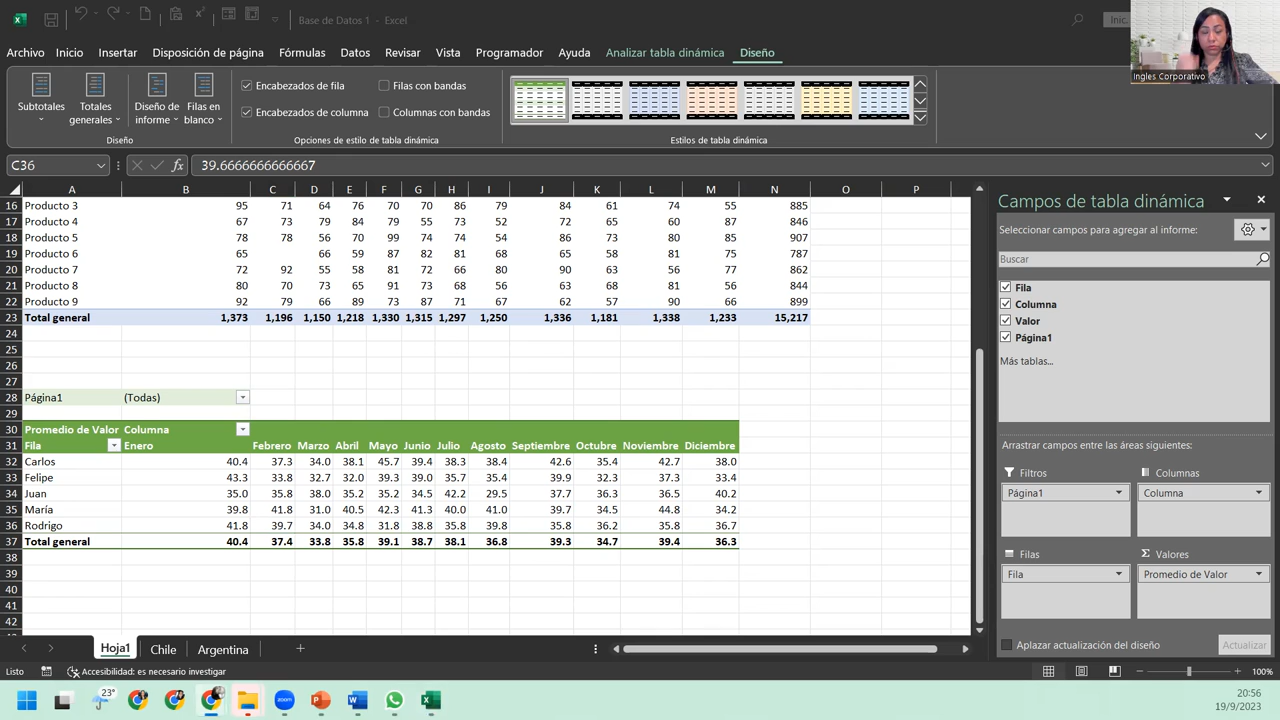 Base de Datos 1 - Excel
Inic.
Ingles Corporativo
Archivo Inicio Insertar Disposición de página Fórmulas Datos Revisar Vista Programador Ayuda Analizar tabla dinámica Diseño
Subtotales
Totales generales
Diseño de informe
Filas en blanco
Encabezados de fila
Filas con bandas
Encabezados de columna
Columnas con bandas
Diseño
Opciones de estilo de tabla dinámica
Estilos de tabla dinámica
C36 fx 39.6666666666667
A B C D E F G H I J K L M N O P
16 Producto 3 95 71 64 76 70 70 86 79 84 61 74 55 885
17 Producto 4 67 73 79 84 79 55 73 52 72 65 60 87 846
18 Producto 5 78 78 56 70 99 74 74 54 86 73 80 85 907
19 Producto 6 65 66 59 87 82 81 68 65 58 81 75 787
20 Producto 7 72 92 55 58 81 72 66 80 90 63 56 77 862
21 Producto 8 80 70 73 65 91 73 68 56 63 68 81 56 844
22 Producto 9 92 79 66 89 73 87 71 67 62 57 90 66 899
23 Total general 1,373 1,196 1,150 1,218 1,330 1,315 1,297 1,250 1,336 1,181 1,338 1,233 15,217
24
25
26
27
28 Página1 (Todas)
29
30 Promedio de Valor Columna
31 Fila Enero Febrero Marzo Abril Mayo Junio Julio Agosto Septiembre Octubre Noviembre Diciembre
32 Carlos 40.4 37.3 34.0 38.1 45.7 39.4 38.3 38.4 42.6 35.4 42.7 38.0
33 Felipe 43.3 33.8 32.7 32.0 39.3 39.0 35.7 35.4 39.9 32.3 37.3 33.4
34 Juan 35.0 35.8 38.0 35.2 35.2 34.5 42.2 29.5 37.7 36.3 36.5 40.2
35 María 39.8 41.8 31.0 40.5 42.3 41.3 40.0 41.0 39.7 34.5 44.8 34.2
36 Rodrigo 41.8 39.7 34.0 34.8 31.8 38.8 35.8 39.8 35.8 36.2 35.8 36.7
37 Total general 40.4 37.4 33.8 35.8 39.1 38.7 38.1 36.8 39.3 34.7 39.4 36.3
38
39
40
41
42
Campos de tabla dinámica
Seleccionar campos para agregar al informe:
Buscar
Fila
Columna
Valor
Página1
Más tablas...
Arrastrar campos entre las áreas siguientes:
Filtros
Columnas
Página1
Columna
Filas
Σ Valores
Fila
Promedio de Valor
Aplazar actualización del diseño
Actualizar
Hoja1 Chile Argentina
Listo
Accesibilidad: es necesario investigar
100%
23°
zoom
20:56
19/9/2023